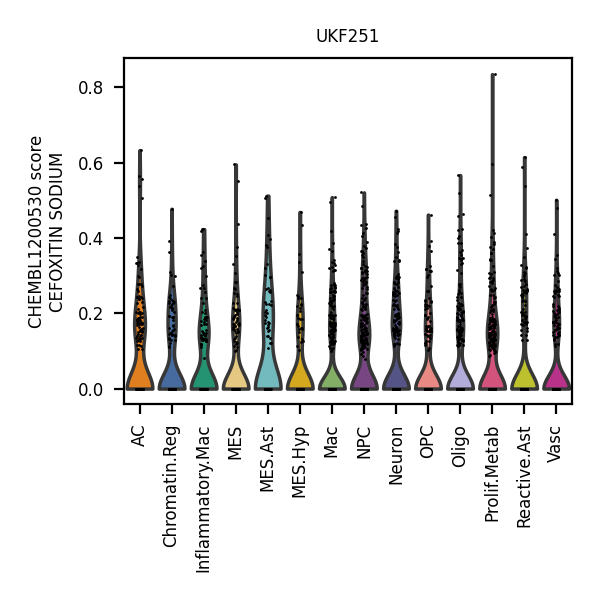 UKF251
CHEMBL1200530 score
CEFOXITIN SODIUM
0.8
0.6
0.4
0.2
0.0
AC
Chromatin.Reg
Inflammatory.Mac
MES
MES.Ast
MES.Hyp
Mac
NPC
Neuron
OPC
Oligo
Prolif.Metab
Reactive.Ast
Vasc